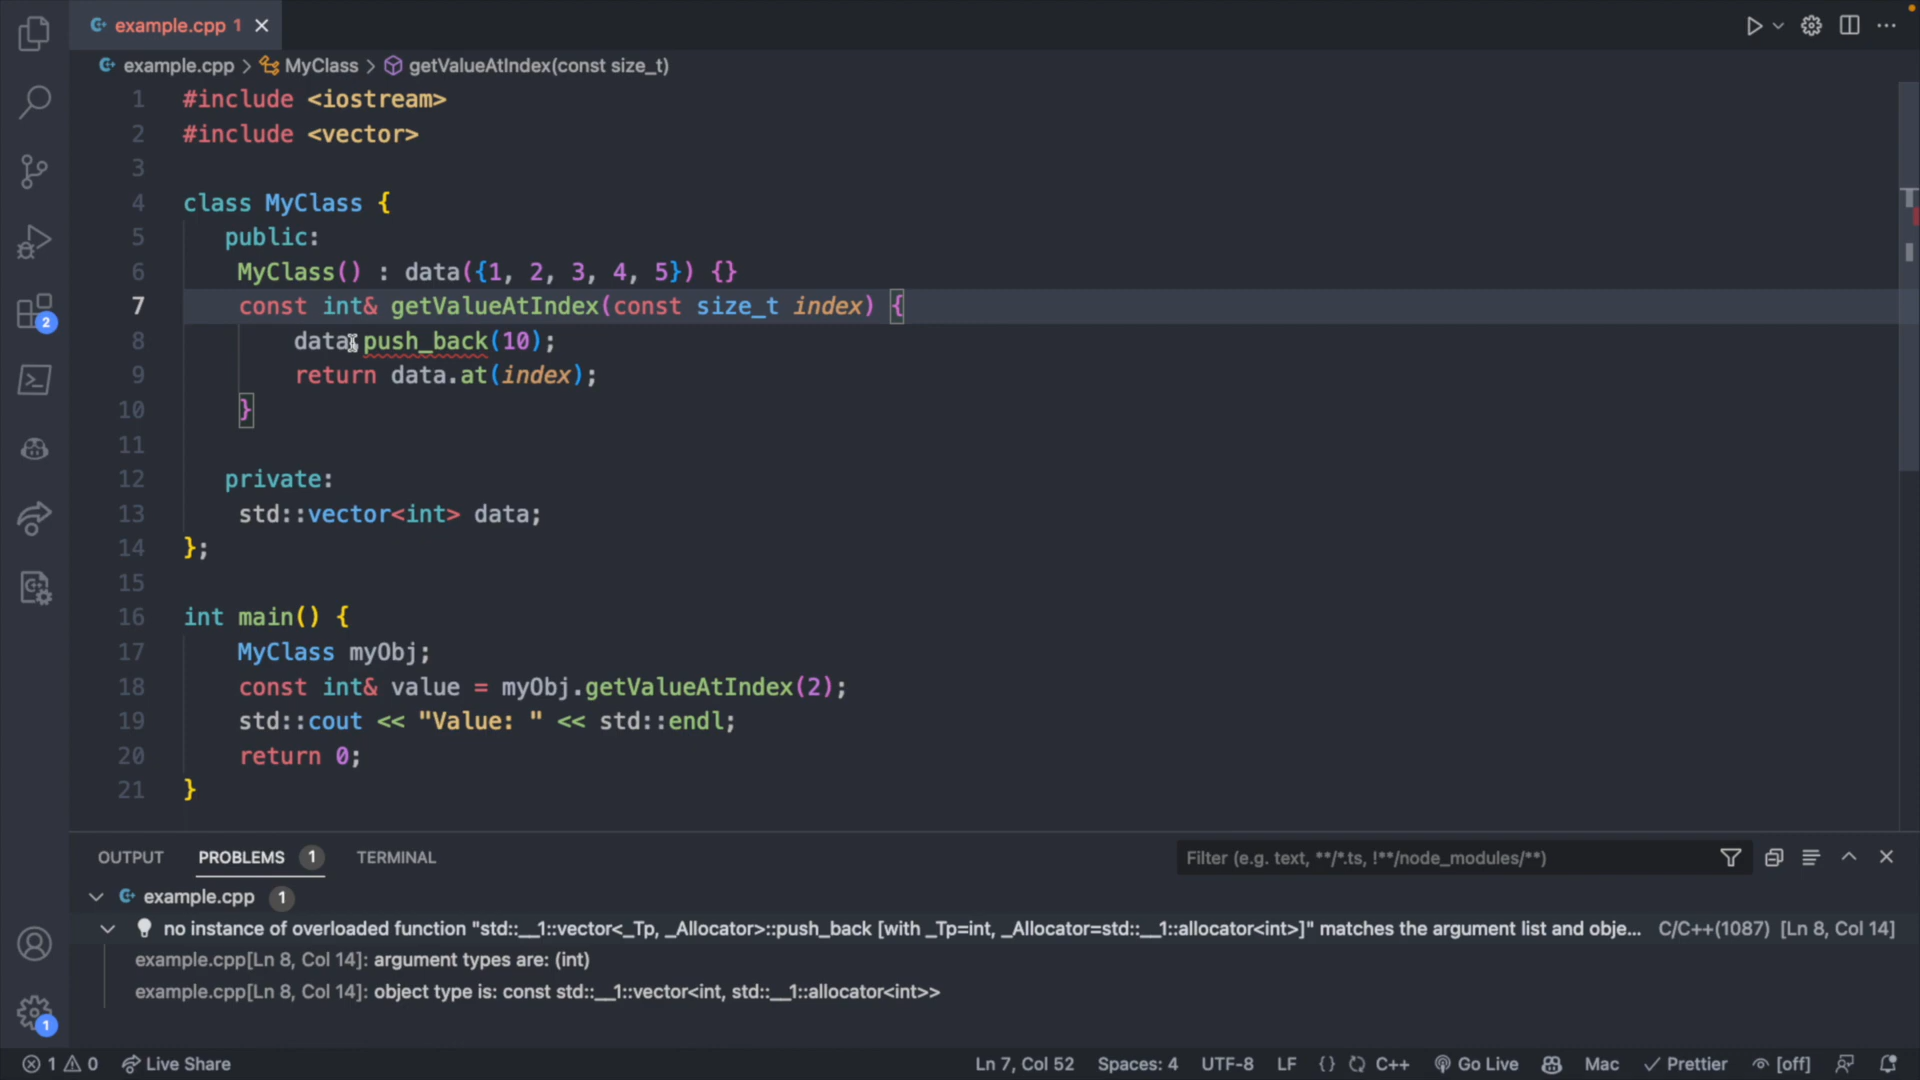 example.cpp 1
example.cpp > MyClass > getValueAtIndex(const size_t)
1 #include <iostream>
2 #include <vector>
3
4 class MyClass {
5 public:
6 MyClass() : data({1, 2, 3, 4, 5}) {}
7 const int& getValueAtIndex(const size_t index) {
8 data.push_back(10);
9 return data.at(index);
10 }
11
12 private:
13 std::vector<int> data;
14 };
15
16 int main() {
17 MyClass myObj;
18 const int& value = myObj.getValueAtIndex(2);
19 std::cout << "Value: " << std::endl;
20 return 0;
21 }
2
OUTPUT PROBLEMS 1 TERMINAL Filter (e.g. text, **/*.ts, !**/node_modules/**)
example.cpp 1
no instance of overloaded function "std::__1::vector<_Tp, _Allocator>::push_back [with _Tp=int, _Allocator=std::__1::allocator<int>]" matches the argument list and obje... C/C++(1087) [Ln 8, Col 14]
example.cpp[Ln 8, Col 14]: argument types are: (int)
example.cpp[Ln 8, Col 14]: object type is: const std::__1::vector<int, std::__1::allocator<int>>
1
1 0 Live Share Ln 7, Col 52 Spaces: 4 UTF-8 LF {} C++ Go Live Mac Prettier [off]